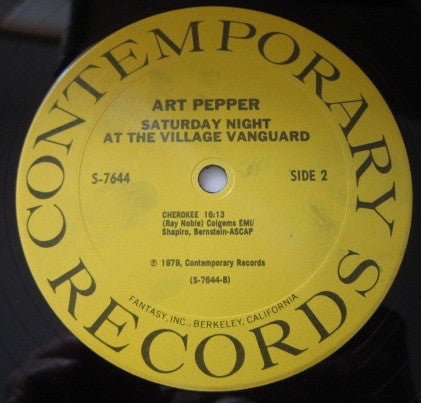 CONTEMPORARY
ART PEPPER
SATURDAY NIGHT
AT THE VILLAGE VANGUARD
S-7644
SIDE 2
CHEROKEE 16:13
(Ray Noble) Colgems EMI/
Shapiro, Bernstein-ASCAP
℗ 1979, Contemporary Records
(S-7644-B)
FANTASY, INC., BERKELEY, CALIFORNIA
RECORDS